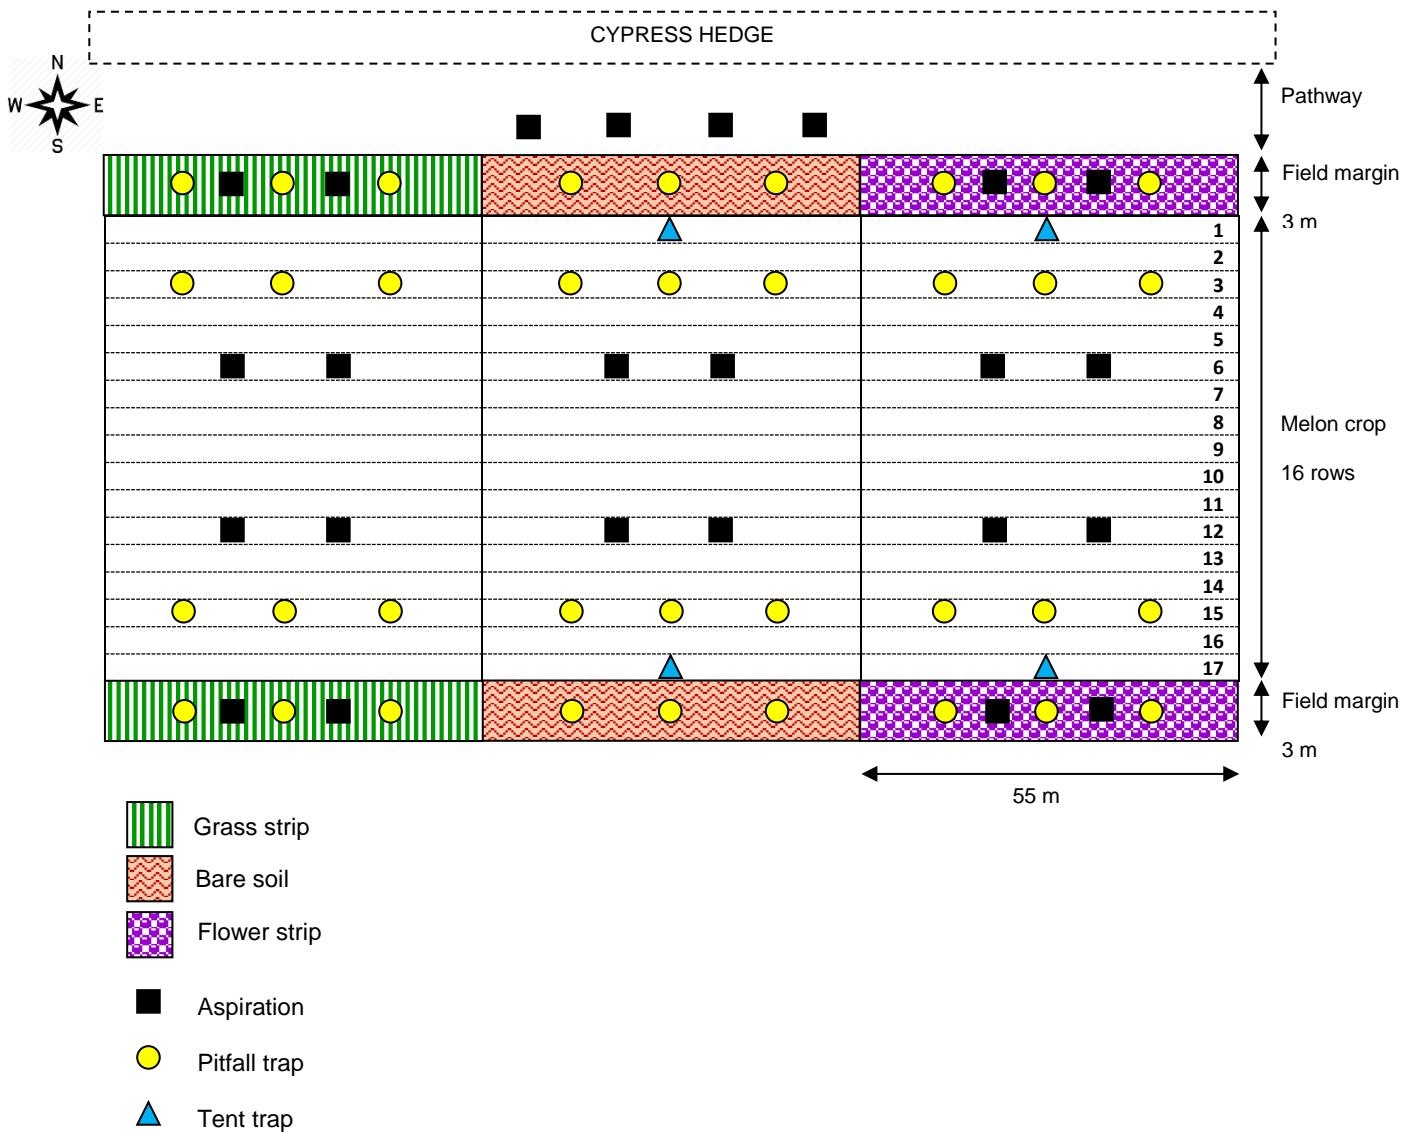 CYPRESS HEDGE
N
W E
S
Pathway
Field margin
3 m
1
2
3
4
5
6
7
8
9
10
11
12
13
14
15
16
17
Melon crop
16 rows
Field margin
3 m
55 m
Grass strip
Bare soil
Flower strip
Aspiration
Pitfall trap
Tent trap